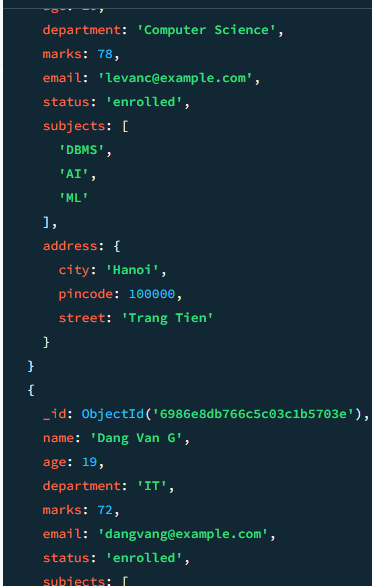 department: 'Computer Science',
marks: 78,
email: 'levanc@example.com',
status: 'enrolled',
subjects: [
'DBMS',
'AI',
'ML'
],
address: {
city: 'Hanoi',
pincode: 100000,
street: 'Trang Tien'
}
}
{
_id: ObjectId('6986e8db766c5c03c1b5703e'),
name: 'Dang Van G',
age: 19,
department: 'IT',
marks: 72,
email: 'dangvang@example.com',
status: 'enrolled',
subjects: [